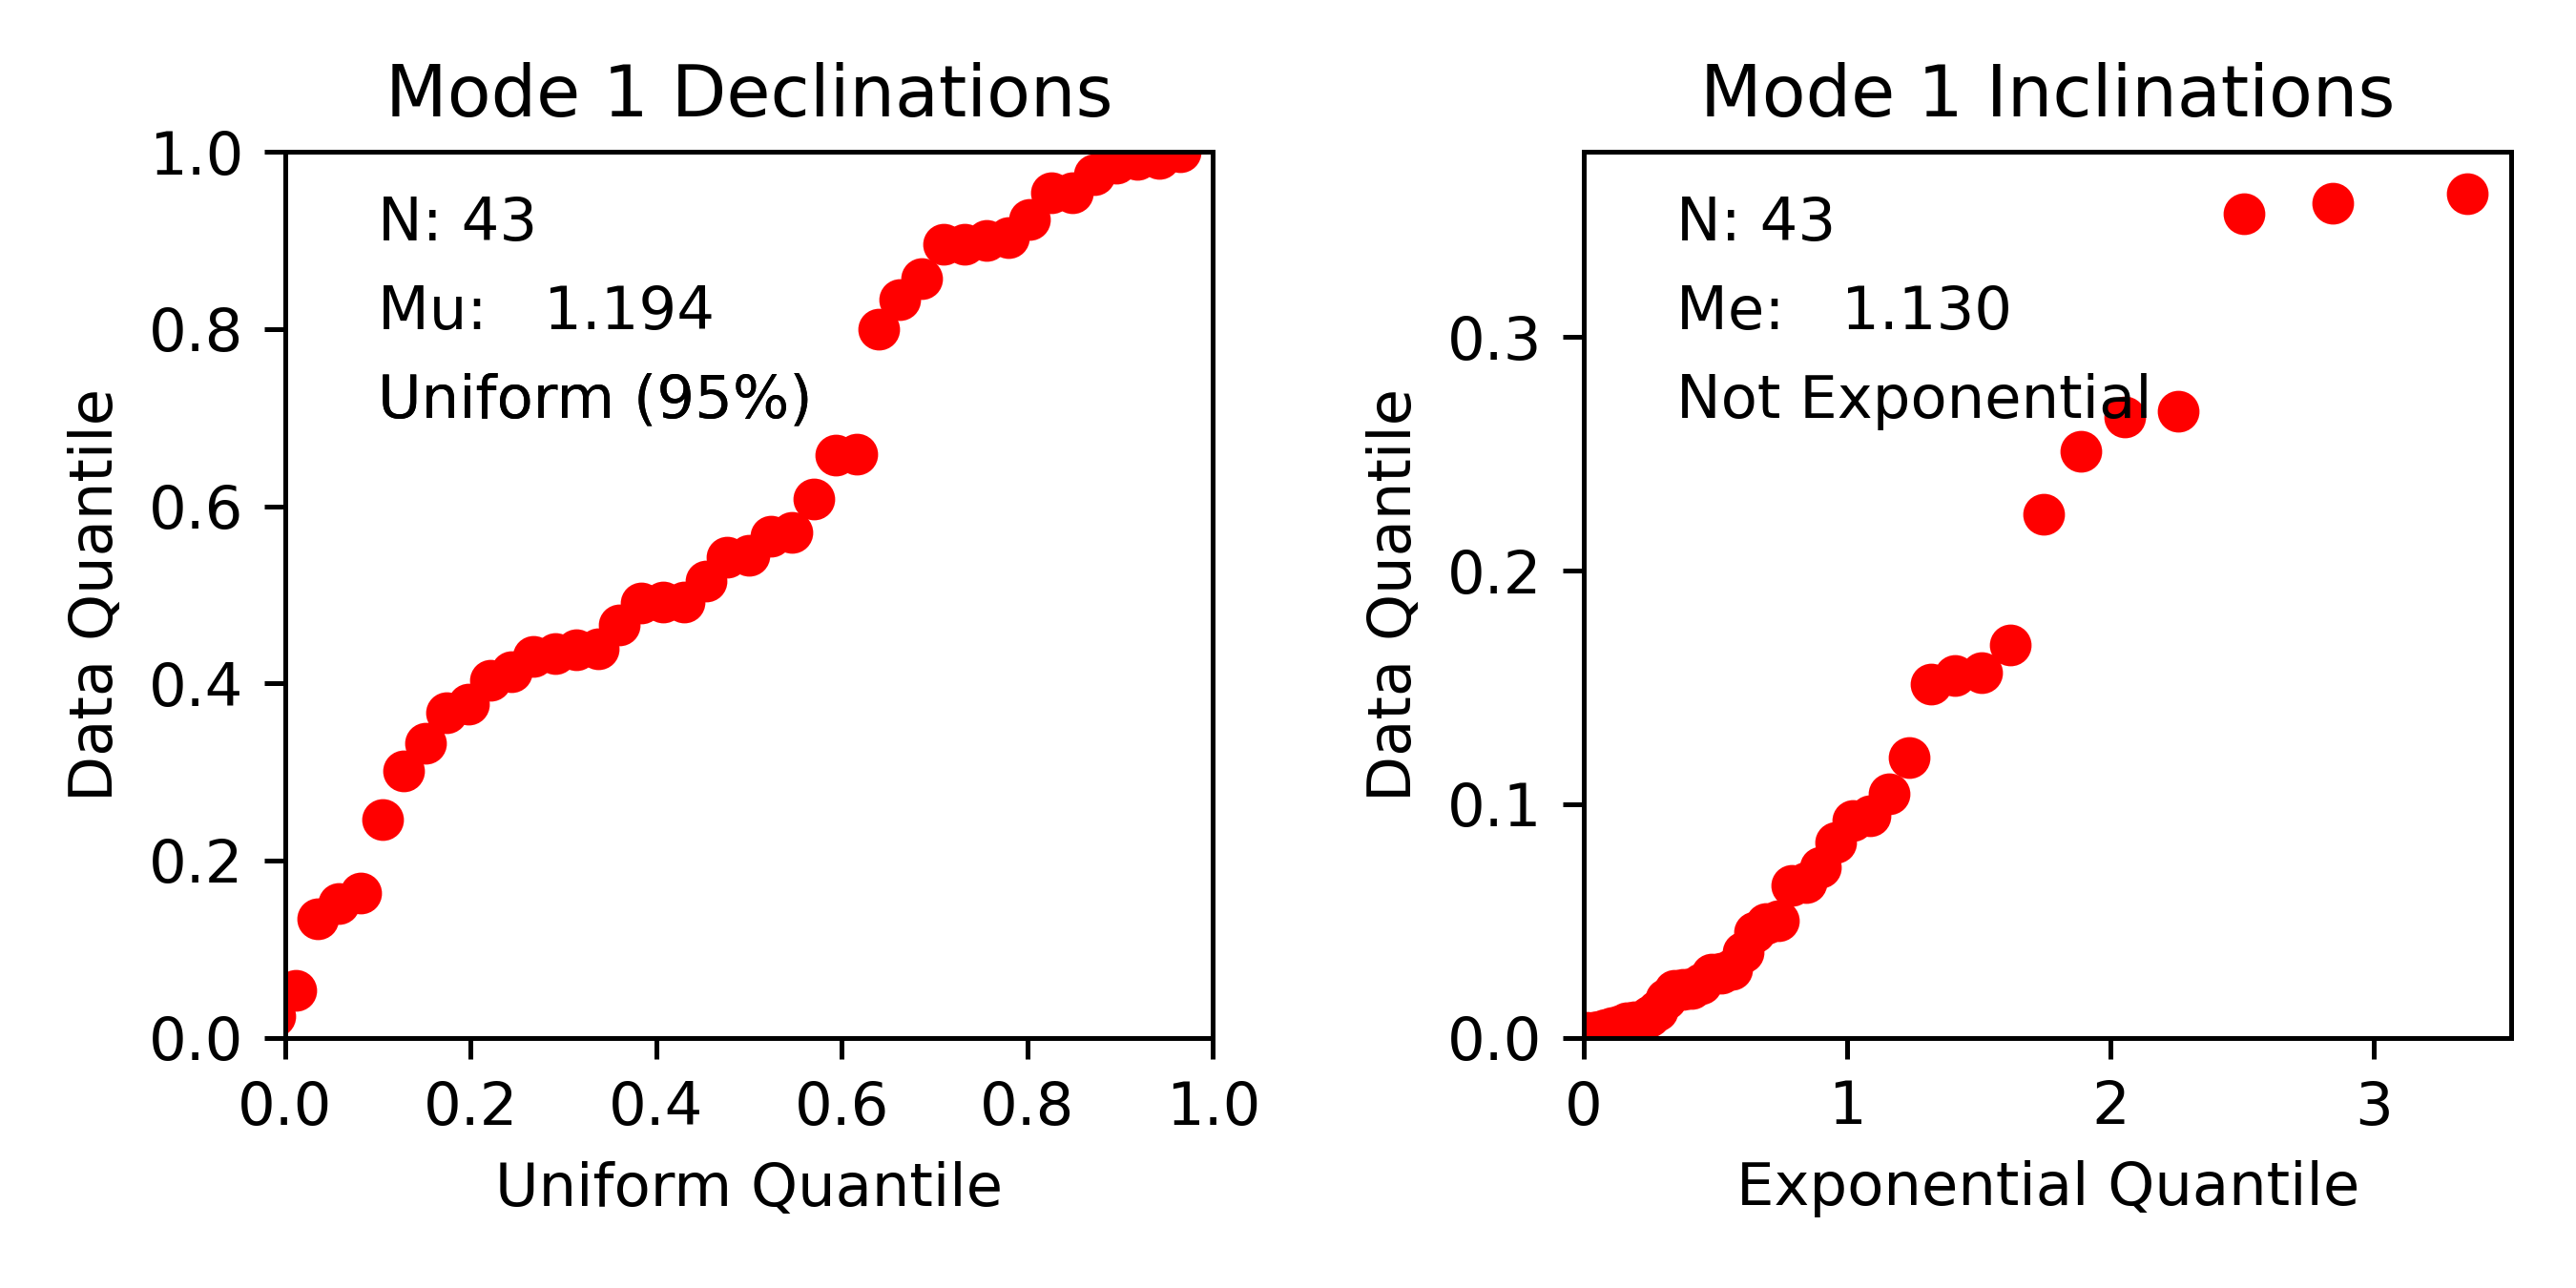 Mode 1 Declinations
N: 43
Mu: 1.194
Uniform (95%)
Data Quantile
1.0
0.8
0.6
0.4
0.2
0.0
0.0 0.2 0.4 0.6 0.8 1.0
Uniform Quantile
Mode 1 Inclinations
N: 43
Me: 1.130
Not Exponential
Data Quantile
0.3
0.2
0.1
0.0
0 1 2 3
Exponential Quantile